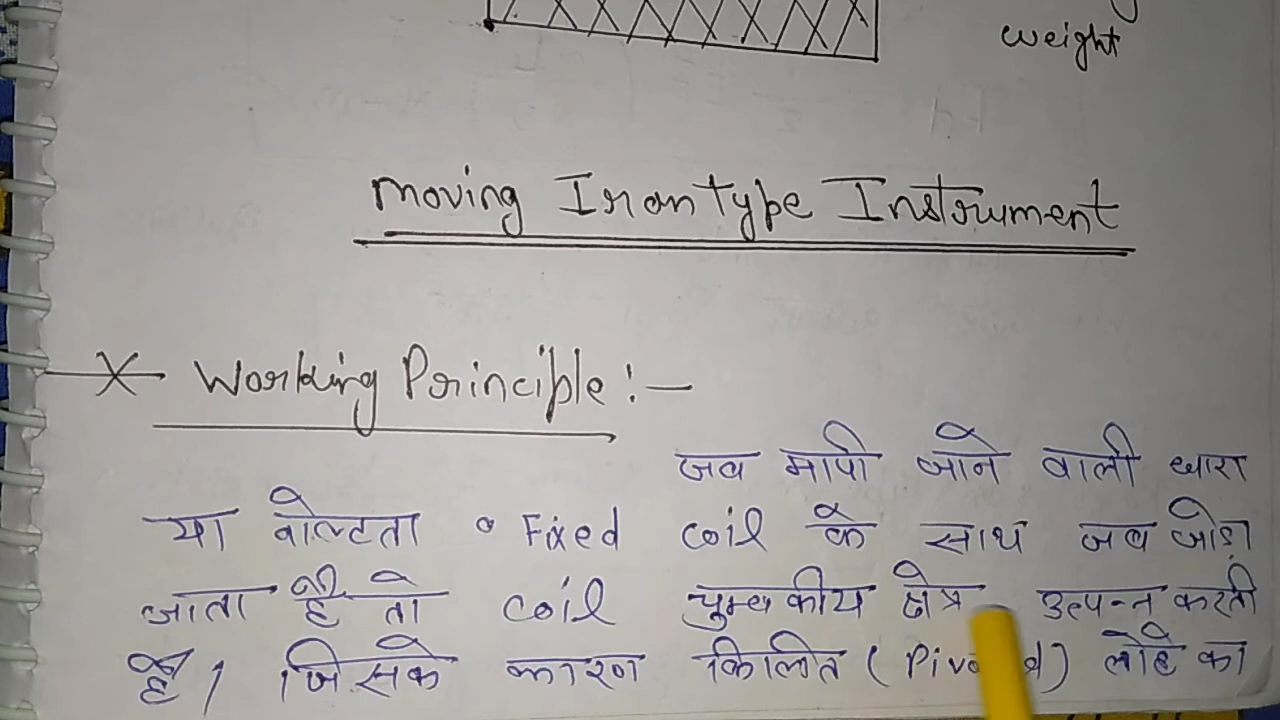 weight
Moving Iron type Instrument
Working Principle :-
जब मापी जाने वाली धारा
या वोल्टता Fixed coil के साथ जब जोड़ा
जाता है तो coil चुम्बकीय क्षेत्र उत्पन्न करती
है। जिसके कारण किलित ( ) लोहे का